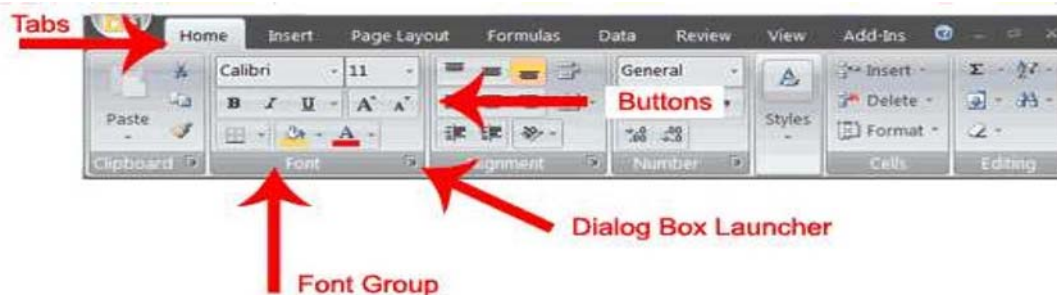 Tabs
Home Insert Page Layout Formulas Data Review View Add-Ins
Calibri 11 General Insert Σ
B I U A A Buttons Delete
Paste Styles
A Format
Clipboard Font Number Cells Editing
Dialog Box Launcher
Font Group